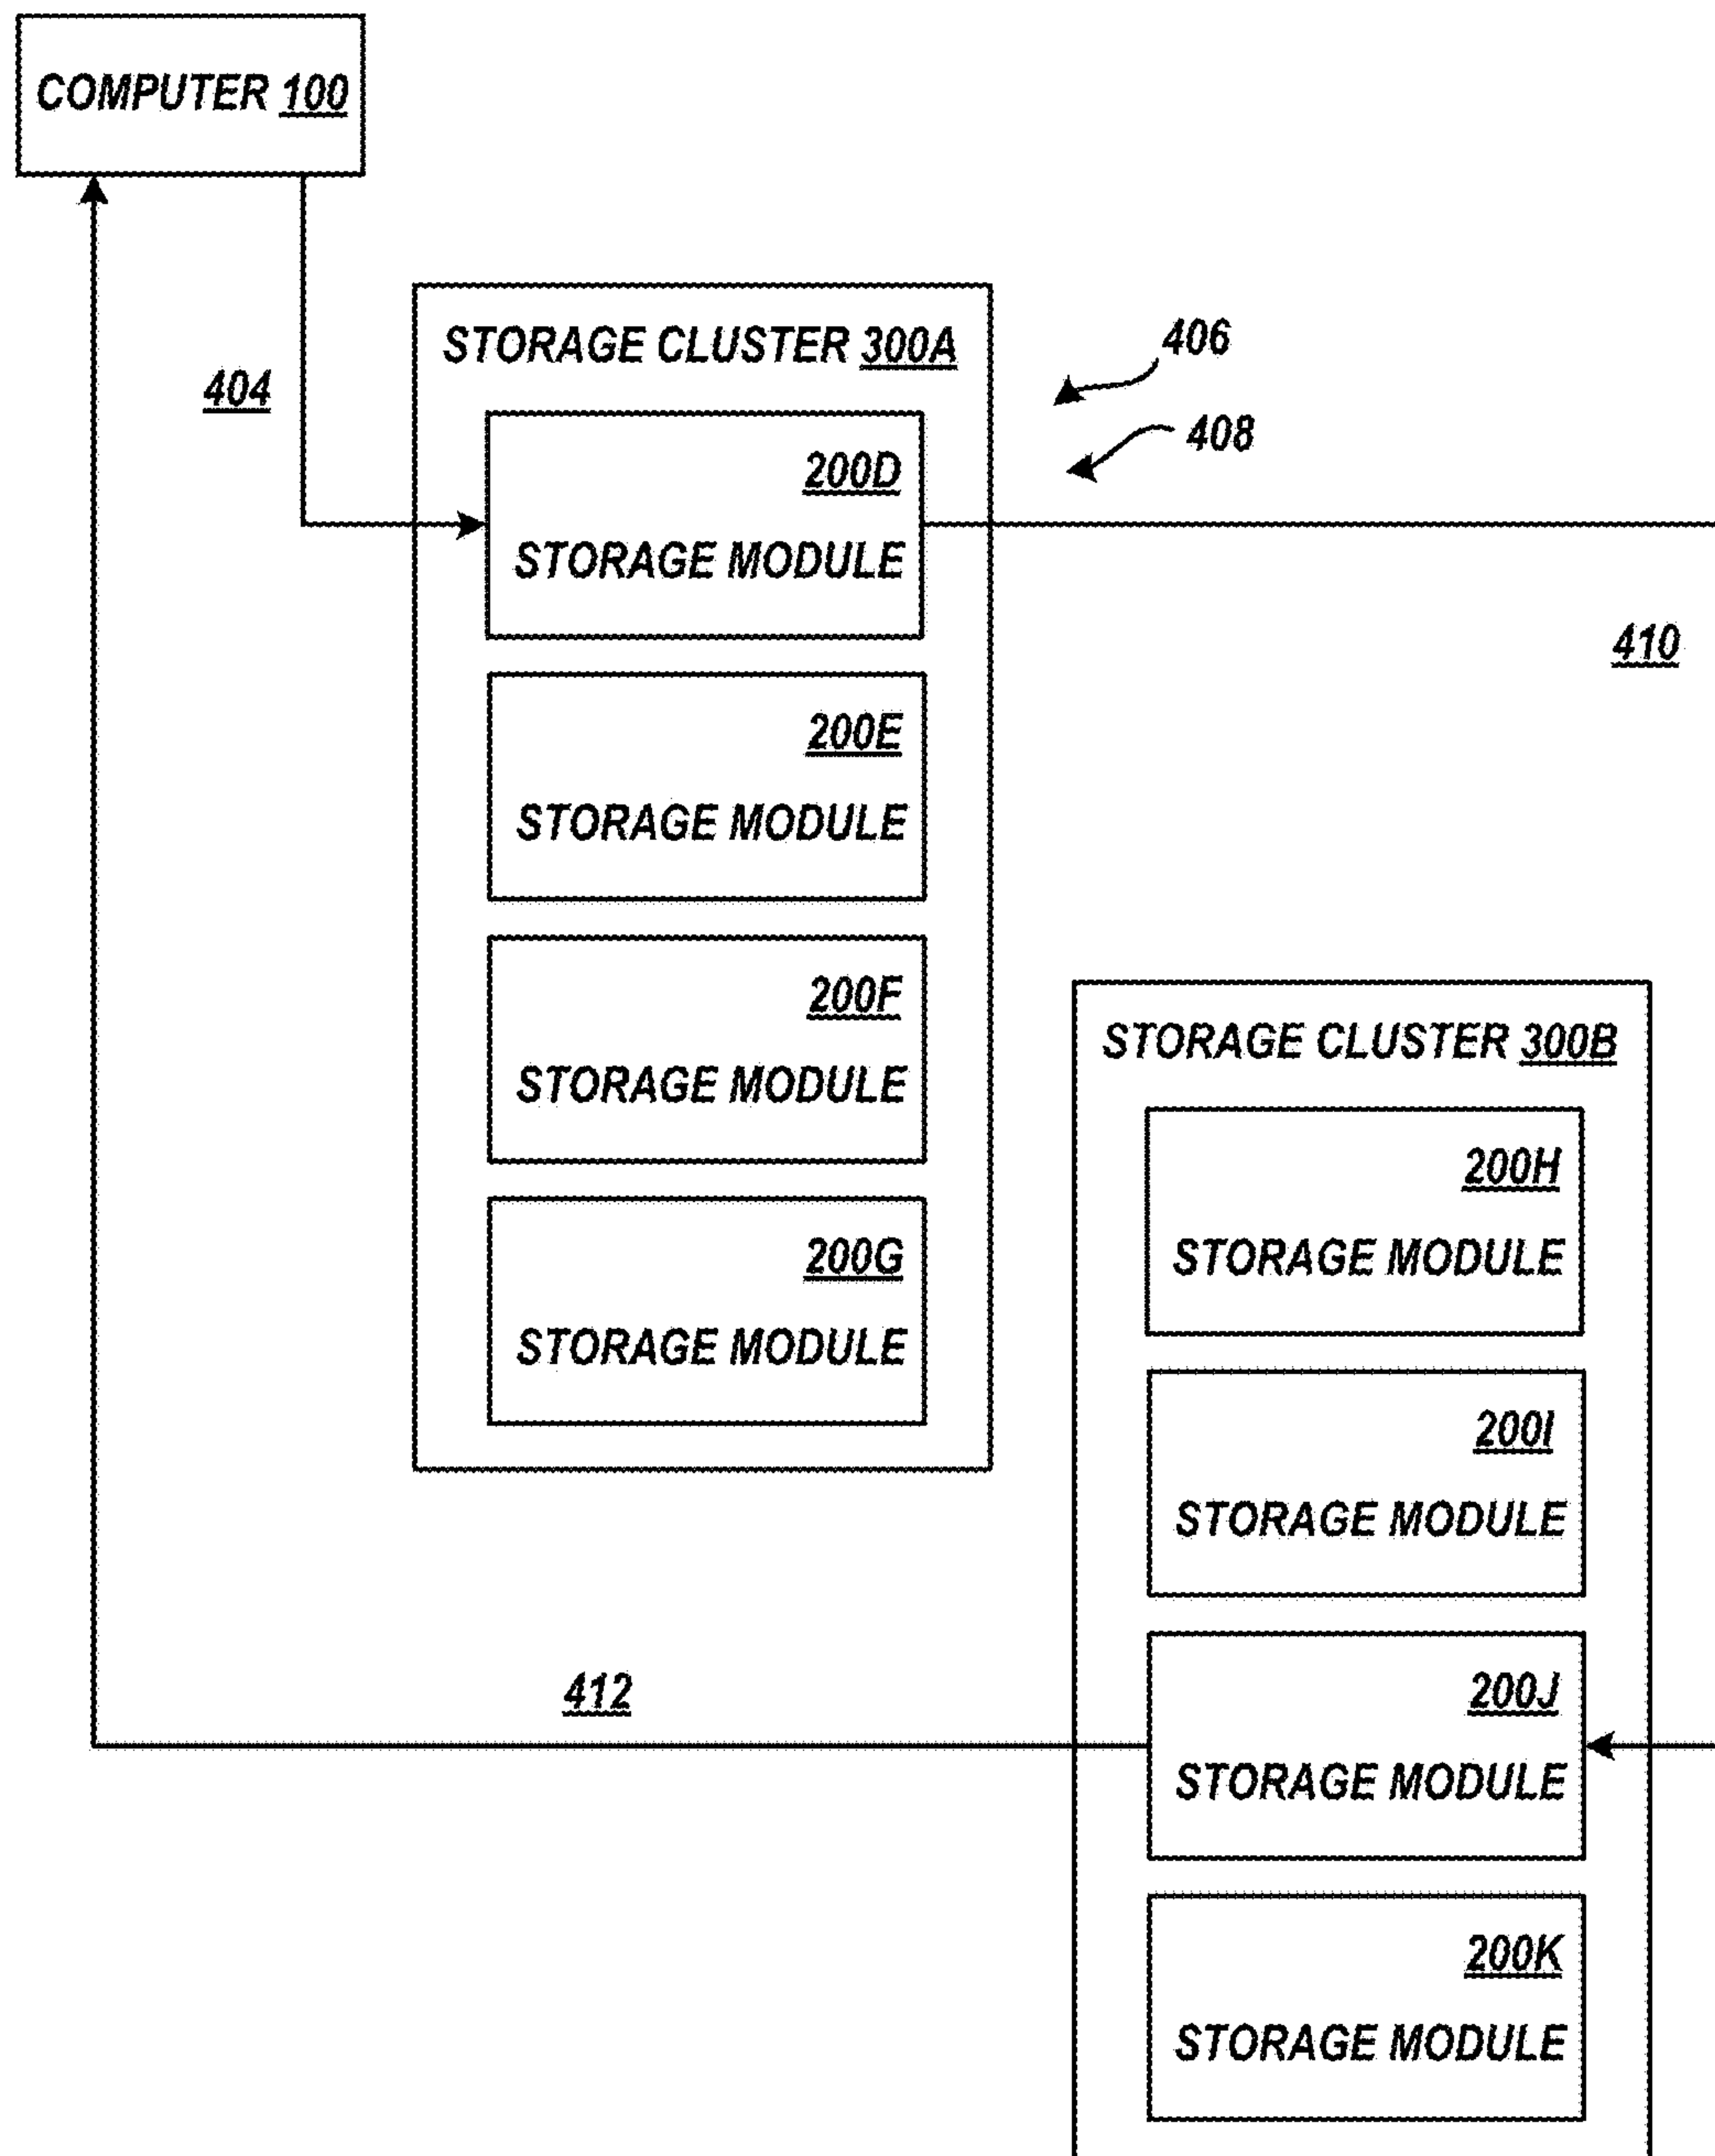 COMPUTER 100
STORAGE CLUSTER 300A
406
404
408
200D
STORAGE MODULE
410
200E
STORAGE MODULE
200F
STORAGE MODULE
STORAGE CLUSTER 300B
200H
200G
STORAGE MODULE
STORAGE MODULE
200I
STORAGE MODULE
412
200J
STORAGE MODULE
200K
STORAGE MODULE